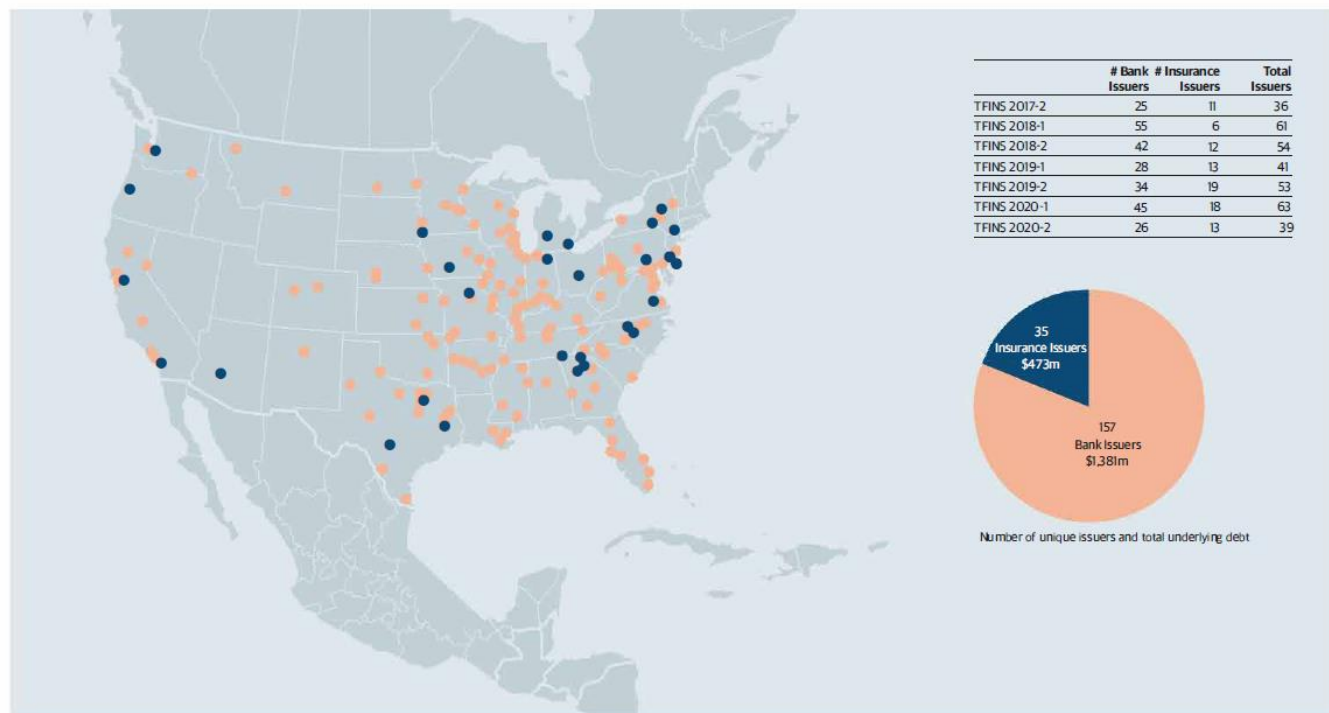 # Bank # Insurance Total
Issuers Issuers Issuers
TFINS 2017-2 25 11 36
TFINS 2018-1 55 6 61
TFINS 2018-2 42 12 54
TFINS 2019-1 28 13 41
TFINS 2019-2 34 19 53
TFINS 2020-1 45 18 63
TFINS 2020-2 26 13 39
35
Insurance Issuers
$473m
157
Bank Issuers
$1,381m
Number of unique issuers and total underlying debt